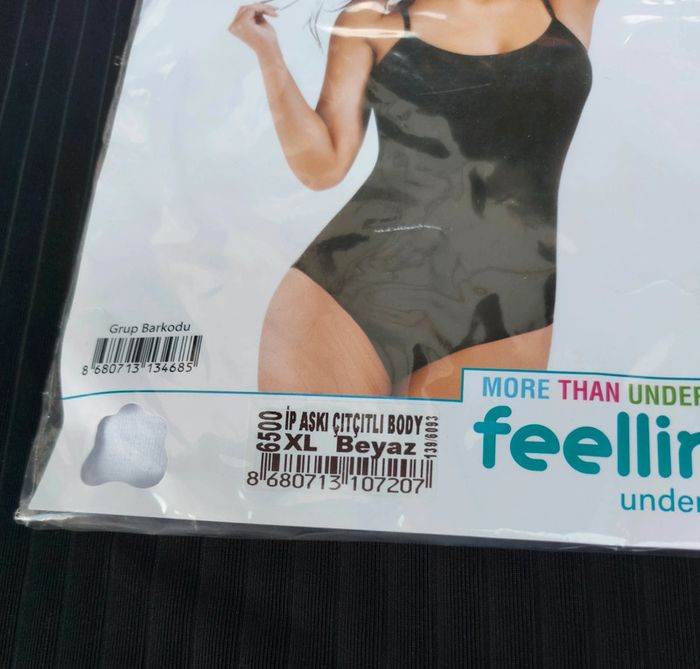 Grup Barkodu
8 680713 134685
6500
İP ASKI ÇITÇITLI BODY
XL Beyaz
139/6093
8 680713 107207
MORE THAN UNDER
feellin
under